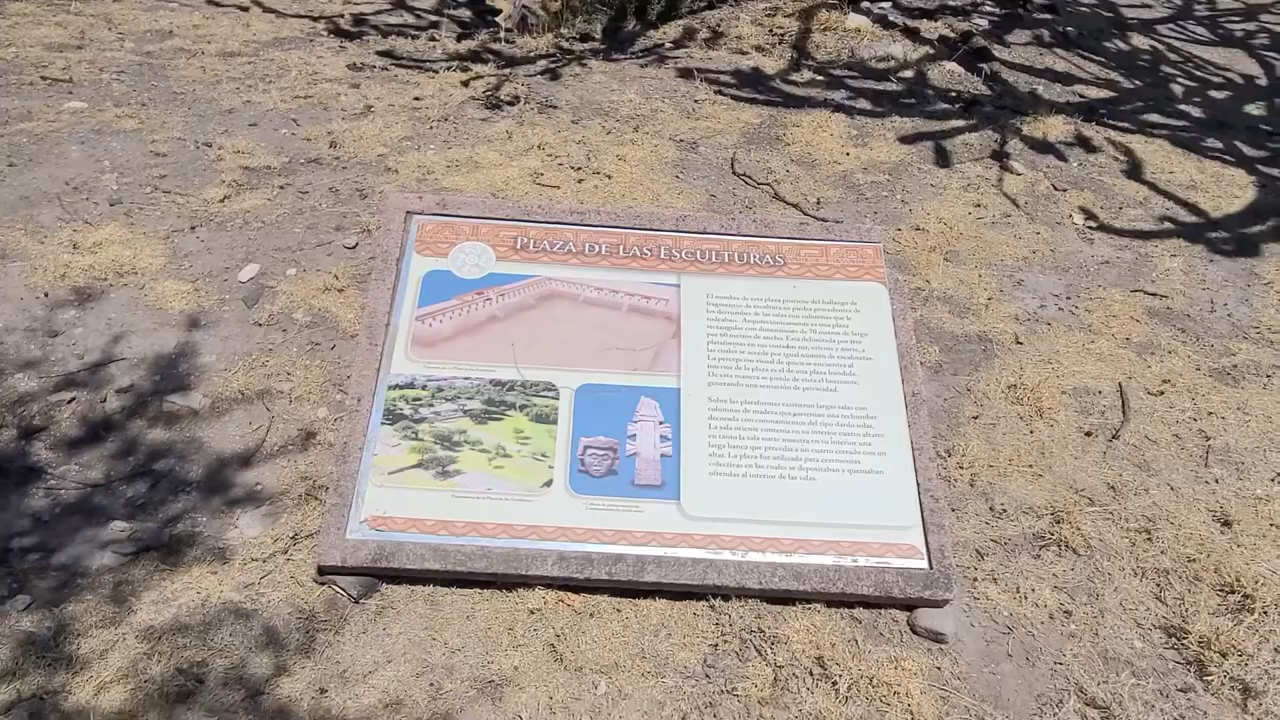 PLAZA DE LAS ESCULTURAS
El nombre de esta plaza proviene del hallazgo de
fragmentos de escultura en piedra procedentes de
los derrumbes de las salas con columnas que le
rodeaban. Arquitectónicamente es una plaza
rectangular con dimensiones de 70 metros de largo
por 60 metros de ancho. Está delimitada por tres
plataformas en sus costados sur, oriente y norte, a
las cuales se accede por igual número de escalinatas.
La percepción visual de quien se encuentra al
interior de la plaza es el de una plaza hundida.
De esta manera se pierde de vista el horizonte,
generando una sensación de privacidad.
Sobre las plataformas existieron largas salas con
columnas de madera que sostenían una techumbre
decorada con coronamientos del tipo dardo solar.
La sala oriente contenía en su interior cuatro altares
en tanto la sala norte muestra en su interior una
larga banca que precedía a un cuarto cerrado con un
altar. La plaza fue utilizada para ceremonias
colectivas en las cuales se depositaban y quemaban
ofrendas al interior de las salas.
Panorámica de la Plaza de las Esculturas